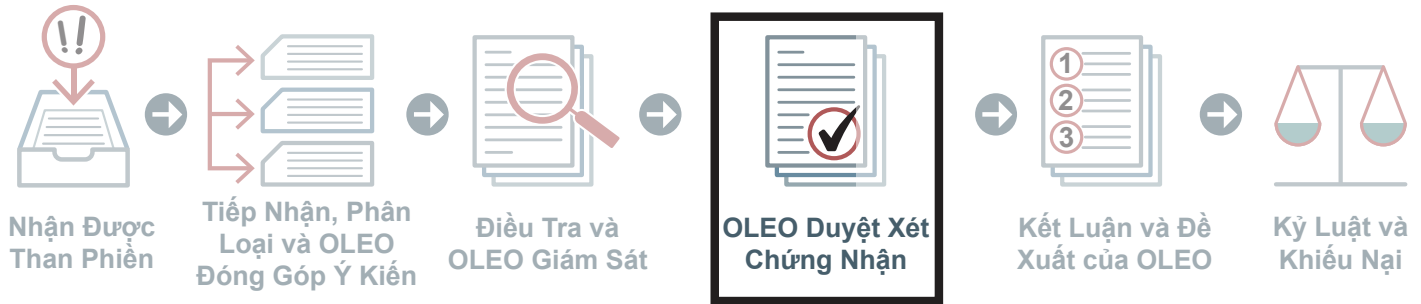 !!
1
2
3
Nhận Được
Than Phiền
Tiếp Nhận, Phân
Loại và OLEO
Đóng Góp Ý Kiến
Điều Tra và
OLEO Giám Sát
OLEO Duyệt Xét
Chứng Nhận
Kết Luận và Đề
Xuất của OLEO
Kỷ Luật và
Khiếu Nại